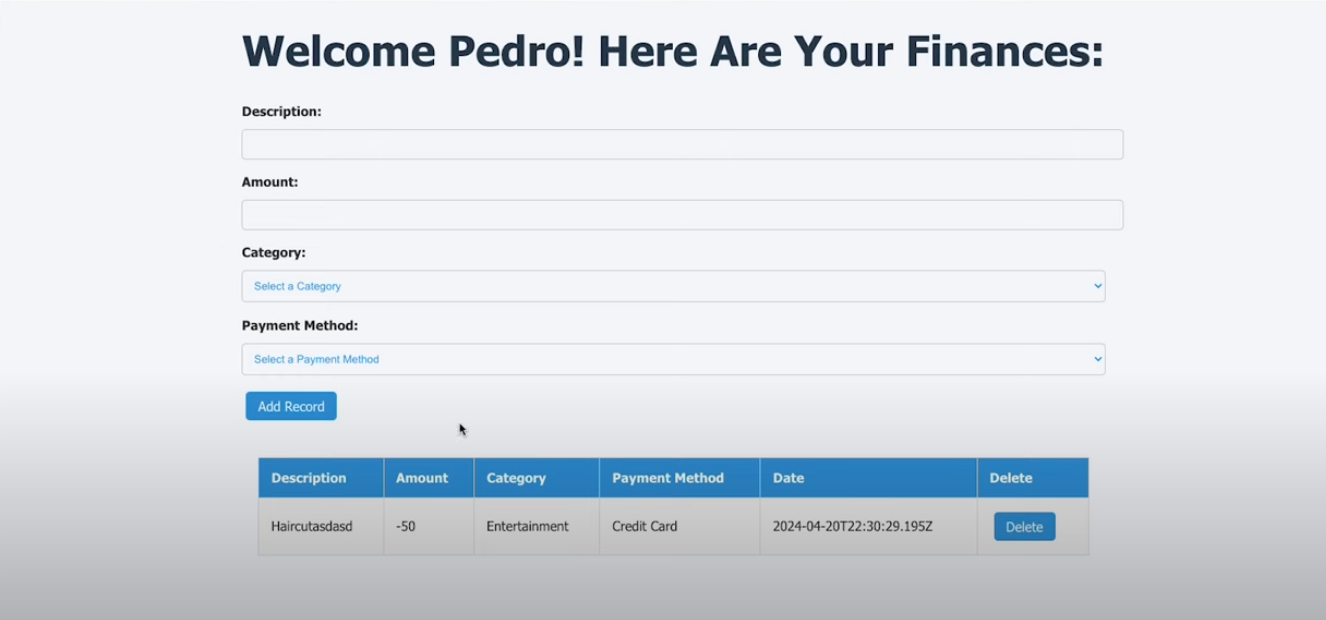 Welcome Pedro! Here Are Your Finances:
Description:
Amount:
Category:
Select a Category
Payment Method:
Select a Payment Method
Add Record
Description Amount Category Payment Method Date Delete
Haircutasdasd -50 Entertainment Credit Card 2024-04-20T22:30:29.195Z Delete